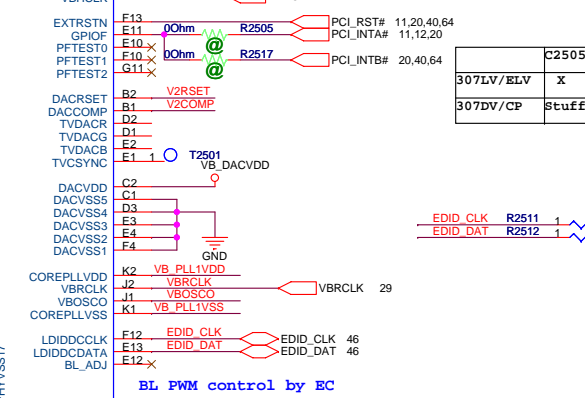 VBHCLK
EXTRSTN F13 PCI_RST# 11,20,40,64
GPIOF E11 0Ohm R2505 PCI_INTA# 11,12,20
PFTEST0 E10 @
PFTEST1 F10 0Ohm R2517 PCI_INTB# 20,40,64
PFTEST2 G11 @
C2505
307LV/ELV X
307DV/CP Stuff
DACRSET B2 V2RSET
DACCOMP B1 V2COMP
TVDACR D2
TVDACG D1
TVDACB E2
TVCSYNC E1 1 T2501
VB_DACVDD
DACVDD C2
DACVSS5 C1
DACVSS4 D3
DACVSS3 E3
DACVSS2 E4
DACVSS1 F4
GND
EDID_CLK R2511 1
EDID_DAT R2512 1
COREPLLVDD K2 VB_PLL1VDD
VBRCLK J2 VBRCLK VBRCLK 29
VBOSCO J1 VBOSCO
COREPLLVSS K1 VB_PLL1VSS
LDIDDCCLK F12 EDID_CLK EDID_CLK 46
LDIDDCDATA E13 EDID_DAT EDID_DAT 46
BL_ADJ E12
BL PWM control by EC